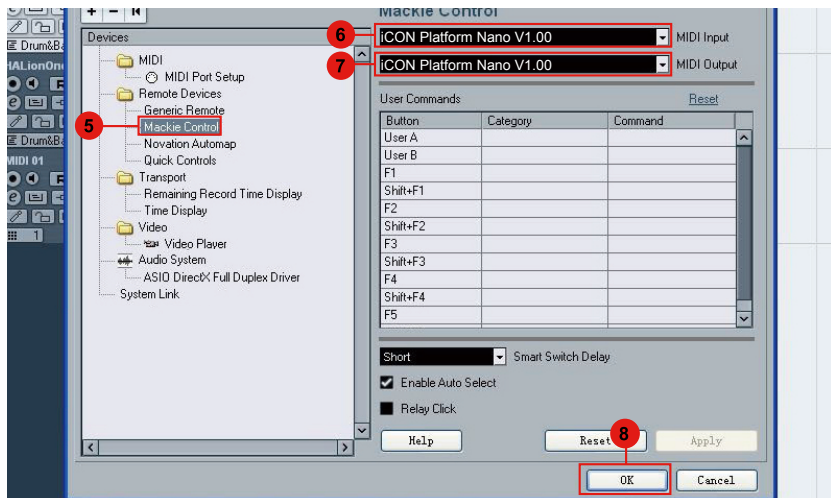 Mackie Control
Drum&Ba
HALionOne
Drum&Ba
MIDI 01
1
Devices
MIDI
MIDI Port Setup
Remote Devices
Generic Remote
5
Mackie Control
Novation Automap
Quick Controls
Transport
Remaining Record Time Display
Time Display
Video
Video Player
Audio System
ASIO DirectX Full Duplex Driver
System Link
6
iCON Platform Nano V1.00
MIDI Input
7
iCON Platform Nano V1.00
MIDI Output
User Commands
Reset
Button Category Command
User A
User B
F1
Shift+F1
F2
Shift+F2
F3
Shift+F3
F4
Shift+F4
F5
Short
Smart Switch Delay
Enable Auto Select
Relay Click
Help
Reset
8
Apply
OK
Cancel